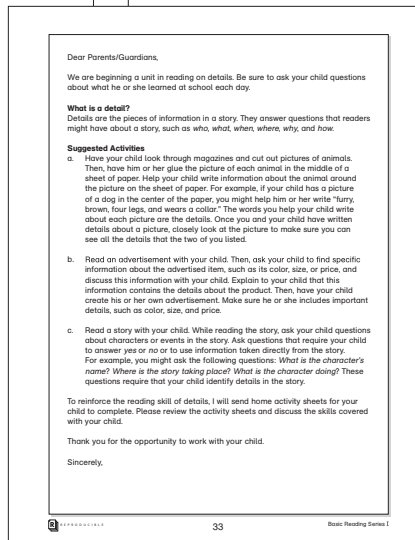 Dear Parents/Guardians,
We are beginning a unit in reading on details. Be sure to ask your child questions
about what he or she learned at school each day.
What is a detail?
Details are the pieces of information in a story. They answer questions that readers
might have about a story, such as who, what, when, where, why, and how.
Suggested Activities
a. Have your child look through magazines and cut out pictures of animals.
Then, have him or her glue the picture of each animal in the middle of a
sheet of paper. Help your child write information about the animal around
the picture on the sheet of paper. For example, if your child has a picture
of a dog in the center of the paper, you might help him or her write “furry,
brown, four legs, and wears a collar.” The words you help your child write
about each picture are the details. Once you and your child have written
details about a picture, closely look at the picture to make sure you can
see all the details that the two of you listed.
b. Read an advertisement with your child. Then, ask your child to find specific
information about the advertised item, such as its color, size, or price, and
discuss this information with your child. Explain to your child that this
information contains the details about the product. Then, have your child
create his or her own advertisement. Make sure he or she includes important
details, such as color, size, and price.
c. Read a story with your child. While reading the story, ask your child questions
about characters or events in the story. Ask questions that require your child
to answer yes or no or to use information taken directly from the story.
For example, you might ask the following questions: What is the character's
name? Where is the story taking place? What is the character doing? These
questions require that your child identify details in the story.
To reinforce the reading skill of details, I will send home activity sheets for your
child to complete. Please review the activity sheets and discuss the skills covered
with your child.
Thank you for the opportunity to work with your child.
Sincerely,
R REPRODUCIBLE 33 Basic Reading Series I